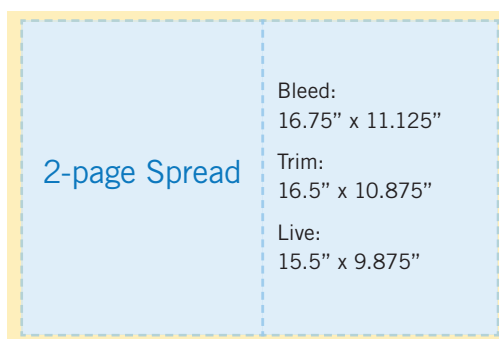 2-page Spread
Bleed:
16.75” x 11.125”
Trim:
16.5” x 10.875”
Live:
15.5” x 9.875”